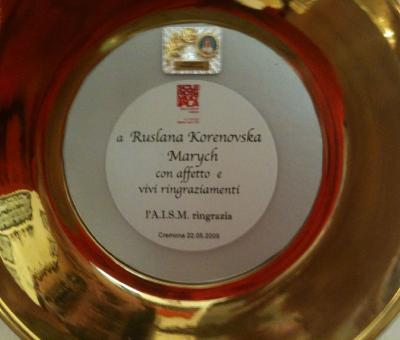 a Ruslana Korenovska
Marych
con affetto e
vivi ringraziamenti
l'A.I.S.M. ringrazia
Cremona 22.05.2009